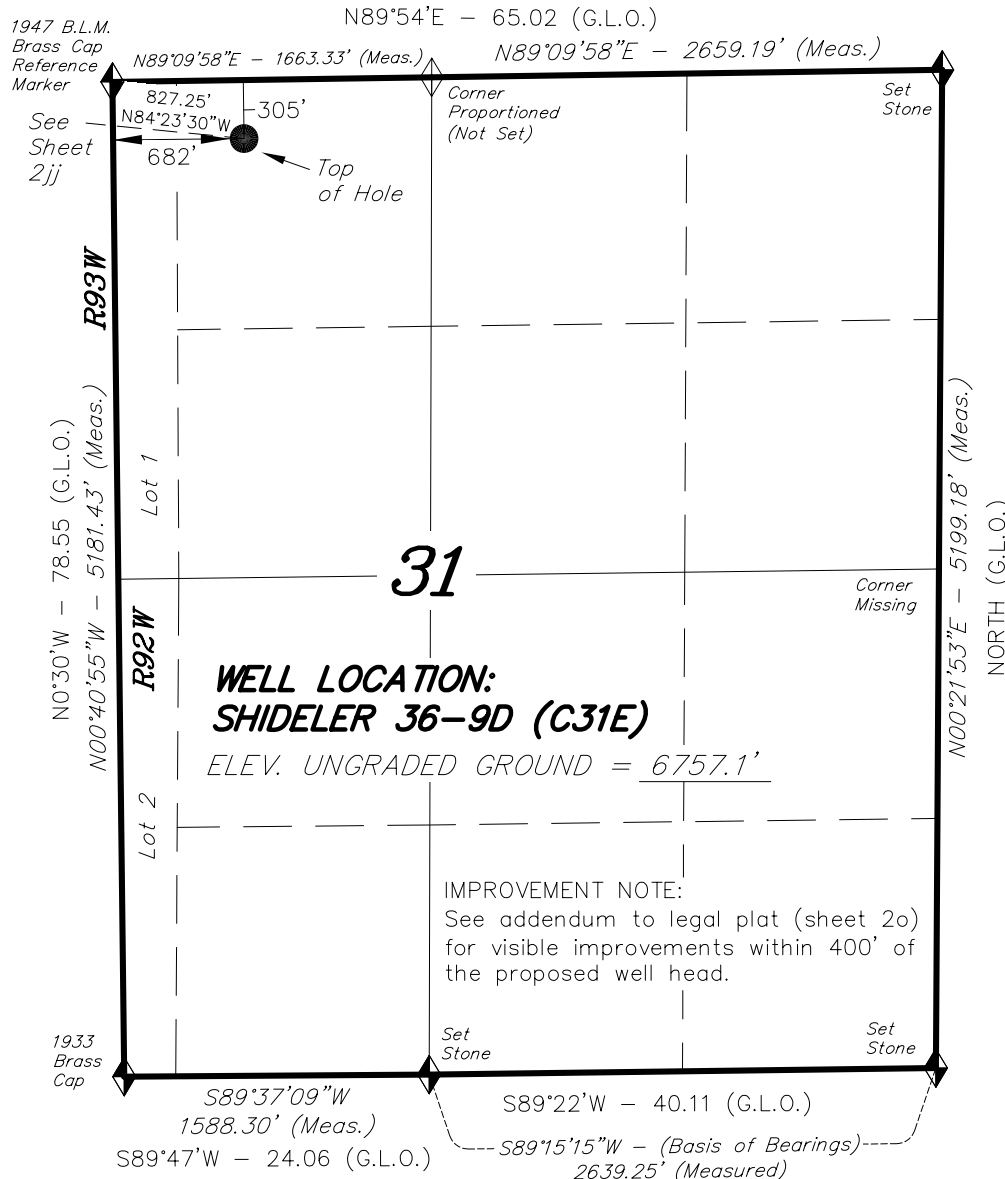 N89°54'E – 65.02 (G.L.O.)
1947 B.L.M.
Brass Cap
Reference
Marker
N89°09'58"E – 1663.33' (Meas.)
N89°09'58"E – 2659.19' (Meas.)
827.25'
N84°23'30"W
305'
682'
See
Sheet
2jj
Top
of Hole
Corner
Proportioned
(Not Set)
Set
Stone
R93W
N0°30'W – 78.55 (G.L.O.)
N00°40'55"W – 5181.43' (Meas.)
Lot 1
31
Corner
Missing
N00°21'53"E – 5199.18' (Meas.)
NORTH (G.L.O.)
R92W
WELL LOCATION:
SHIDELER 36–9D (C31E)
ELEV. UNGRADED GROUND = 6757.1'
Lot 2
IMPROVEMENT NOTE:
See addendum to legal plat (sheet 2o)
for visible improvements within 400' of
the proposed well head.
1933
Brass
Cap
Set
Stone
Set
Stone
S89°37'09"W
1588.30' (Meas.)
S89°47'W – 24.06 (G.L.O.)
S89°22'W – 40.11 (G.L.O.)
S89°15'15"W – (Basis of Bearings)
2639.25' (Measured)